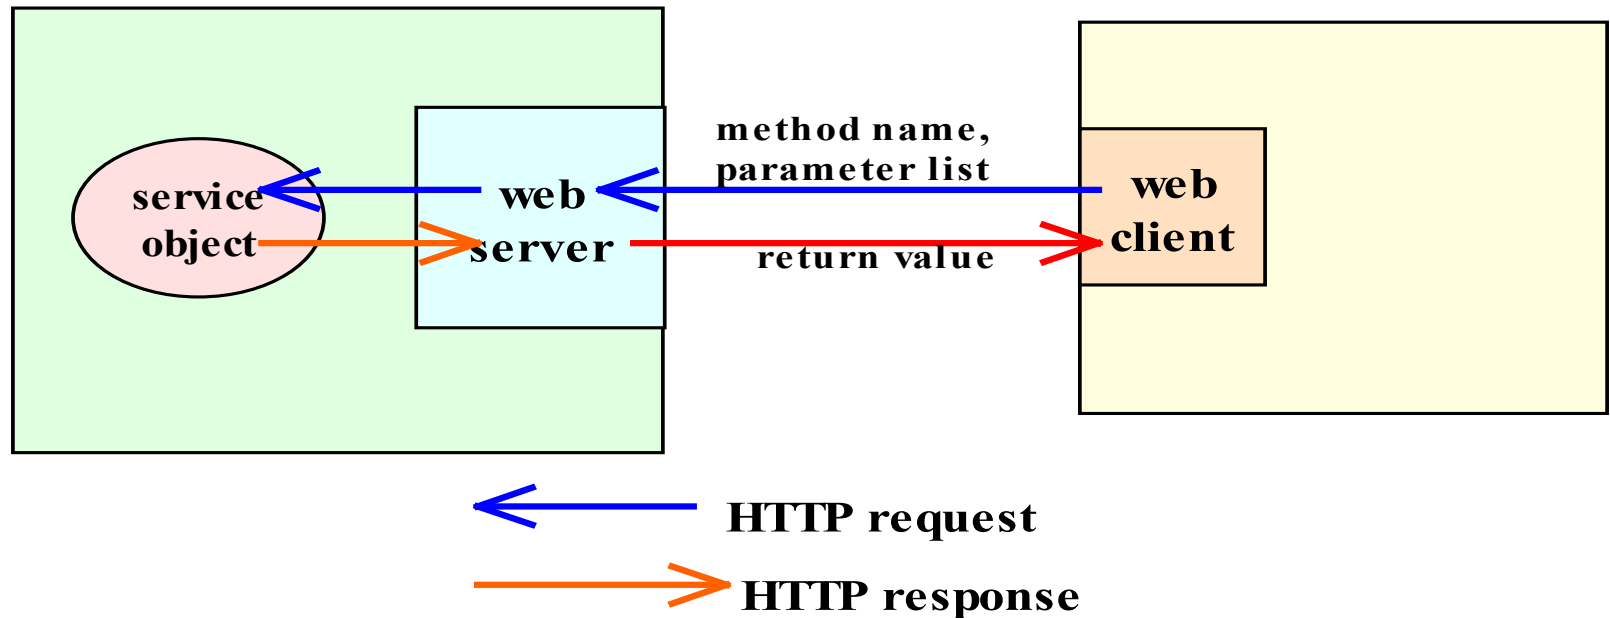 method name,
parameter list
service
object
web
server
web
client
return value
HTTP request
HTTP response